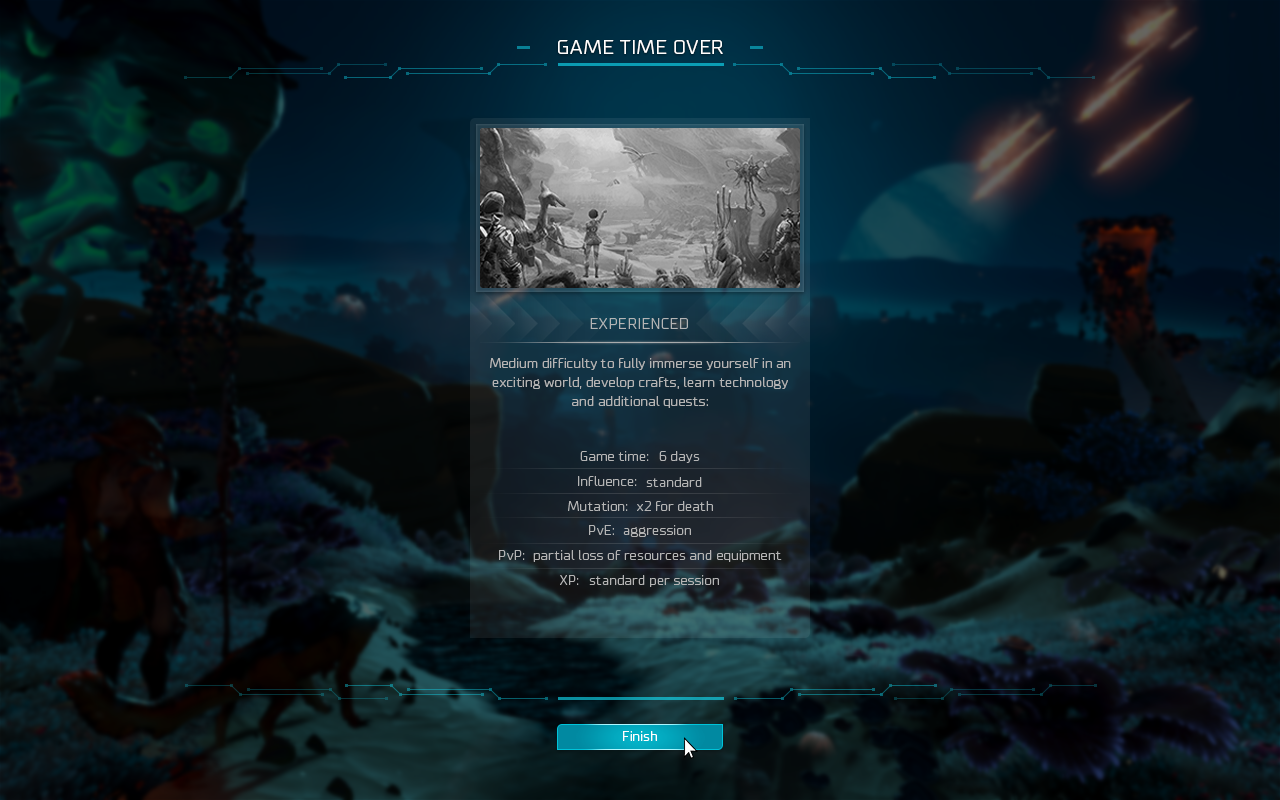 GAME TIME OVER
EXPERIENCED
Medium difficulty to fully immerse yourself in an
exciting world, develop crafts, learn technology
and additional quests:
Game time: 6 days
Influence: standard
Mutation: x2 for death
PvE: aggression
PvP: partial loss of resources and equipment
XP: standard per session
Finish